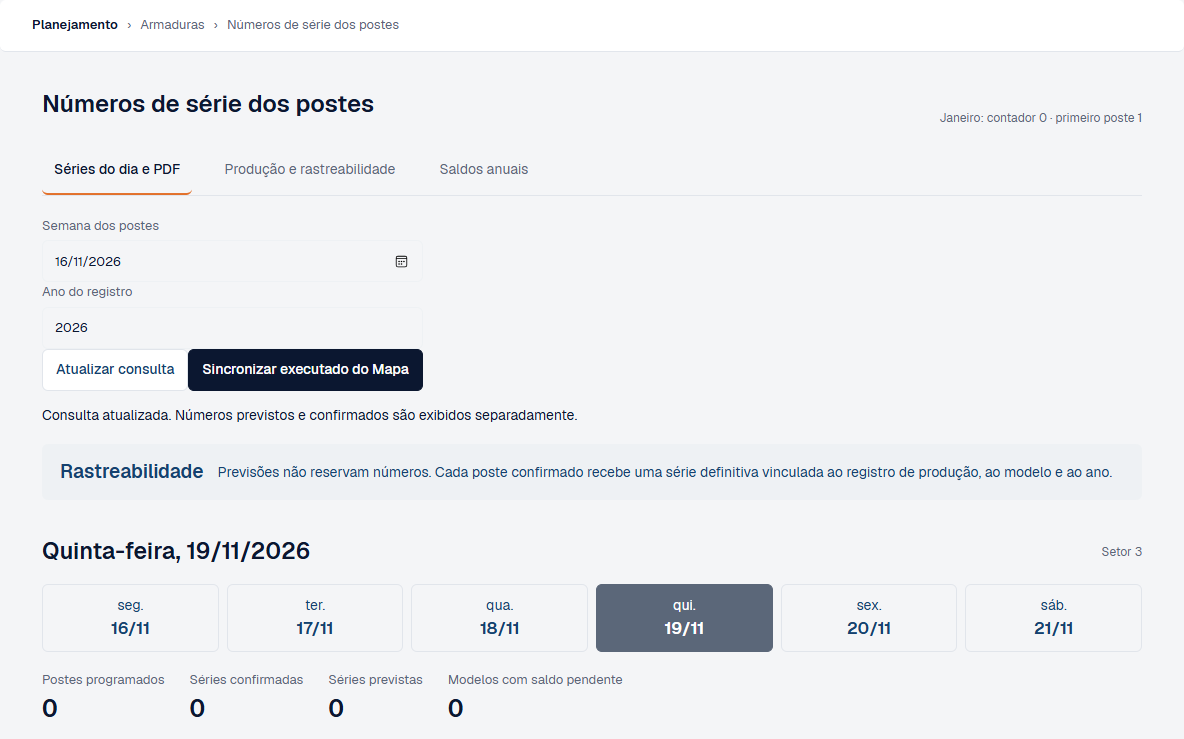 Planejamento › Armaduras › Números de série dos postes
Números de série dos postes
Janeiro: contador 0 · primeiro poste 1
Séries do dia e PDF Produção e rastreabilidade Saldos anuais
Semana dos postes
16/11/2026
Ano do registro
2026
Atualizar consulta Sincronizar executado do Mapa
Consulta atualizada. Números previstos e confirmados são exibidos separadamente.
Rastreabilidade Previsões não reservam números. Cada poste confirmado recebe uma série definitiva vinculada ao registro de produção, ao modelo e ao ano.
Quinta-feira, 19/11/2026
Setor 3
seg. ter. qua. qui. sex. sáb.
16/11 17/11 18/11 19/11 20/11 21/11
Postes programados Séries confirmadas Séries previstas Modelos com saldo pendente
0 0 0 0